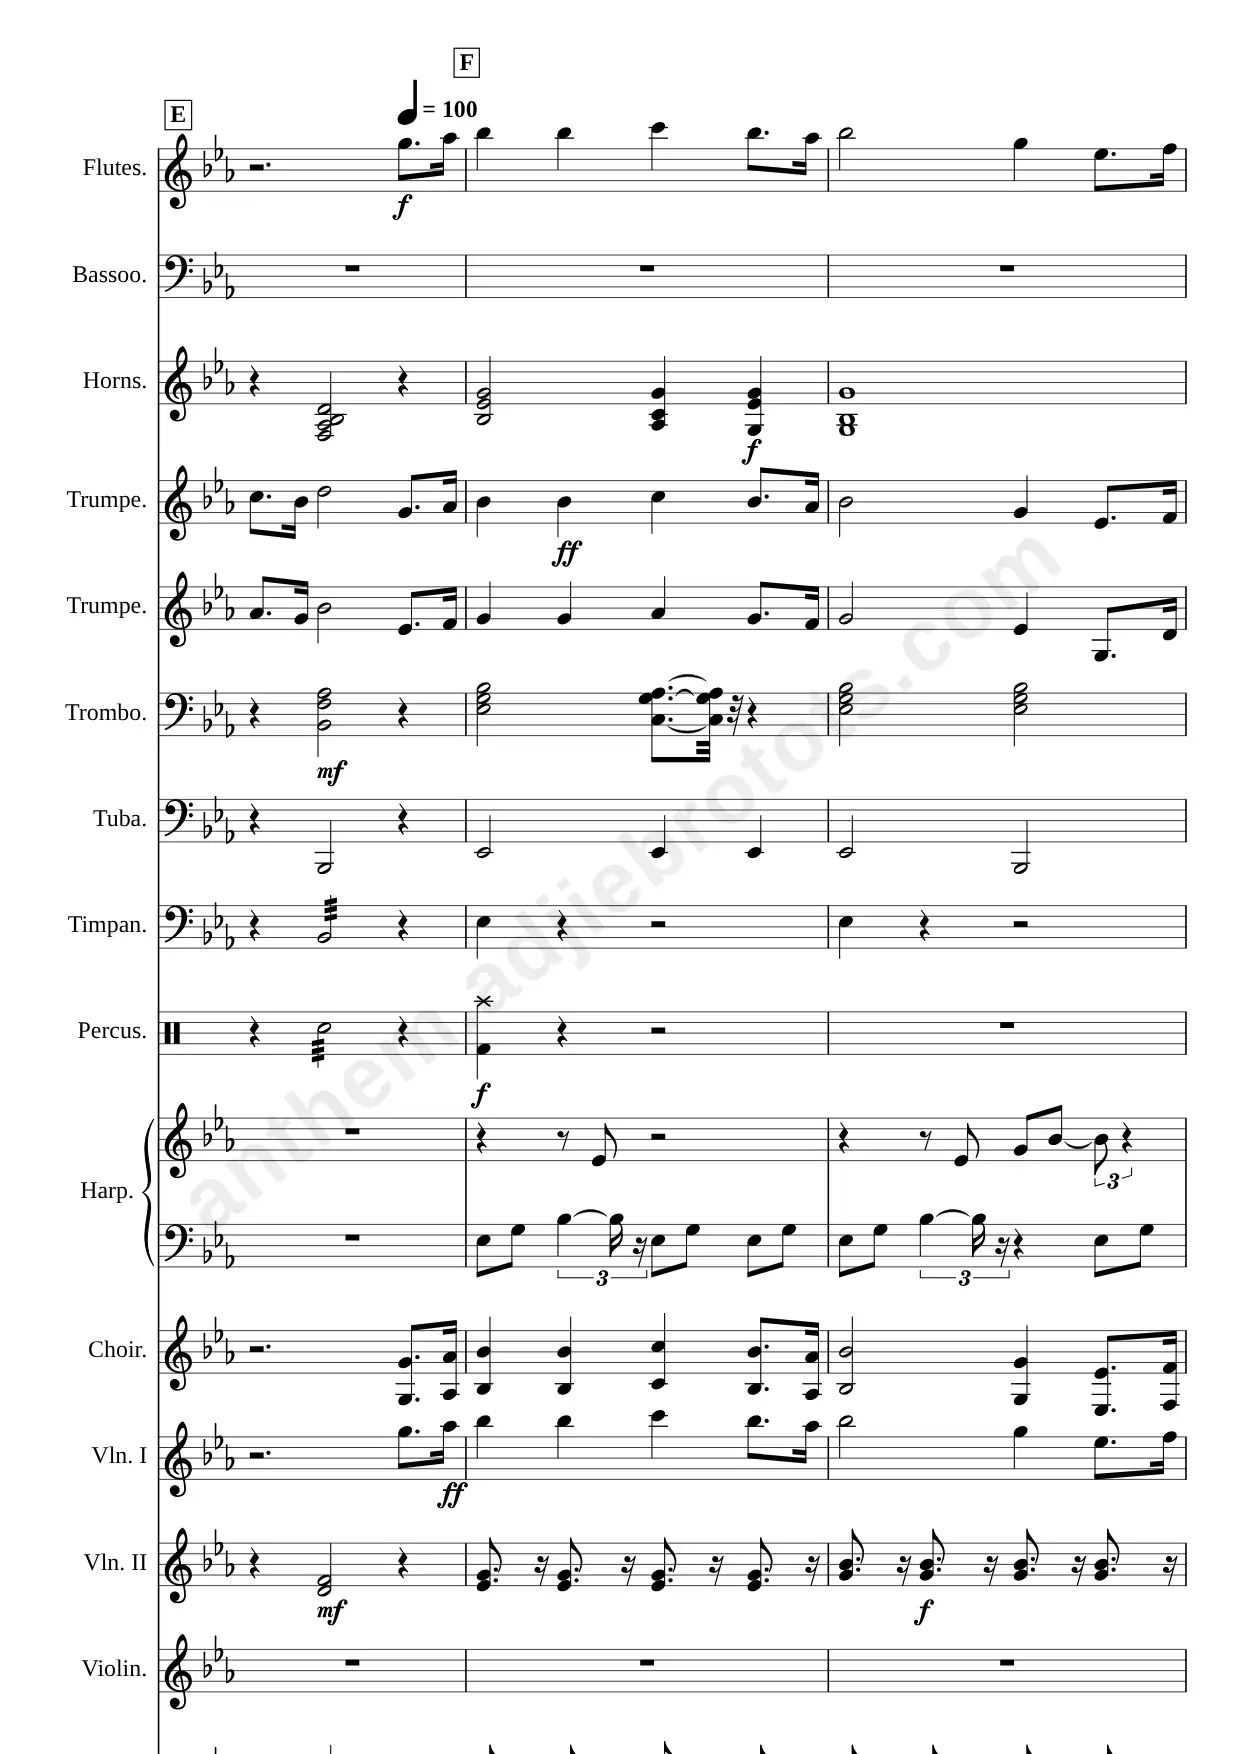 F
E
= 100
Flutes.
f
Bassoo.
Horns.
f
Trumpe.
ff
Trumpe.
Trombo.
mf
Tuba.
Timpan.
Percus.
f
Harp.
3
3
3
Choir.
Vln. I
ff
Vln. II
mf
f
Violin.
anthem.adjiebrotots.com